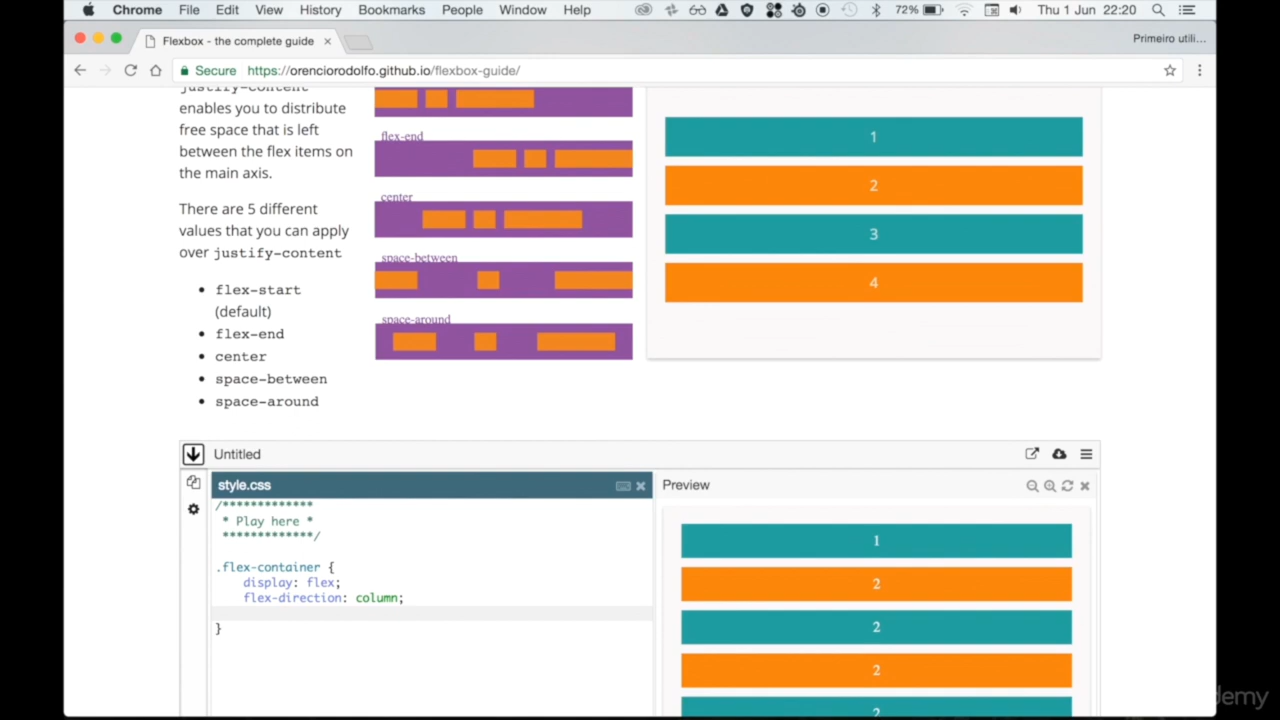 Chrome File Edit View History Bookmarks People Window Help 72% Thu 1 Jun 22:20
Flexbox - the complete guide × Primeiro utili...
Secure https://orenciorodolfo.github.io/flexbox-guide/
justify-content
enables you to distribute
free space that is left
between the flex items on
the main axis.
There are 5 different
values that you can apply
over justify-content
• flex-start
(default)
• flex-end
• center
• space-between
• space-around
flex-end
center
space-between
space-around
1
2
3
4
Untitled
style.css
/*************
* Play here *
*************/
.flex-container {
display: flex;
flex-direction: column;
}
Preview
1
2
2
2
2